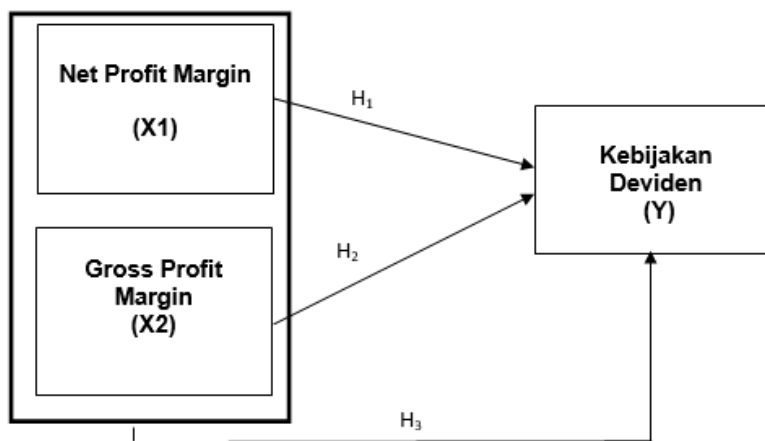 Net Profit Margin
(X1)
H₁
Kebijakan
Deviden
(Y)
Gross Profit
Margin
(X2)
H₂
H₃